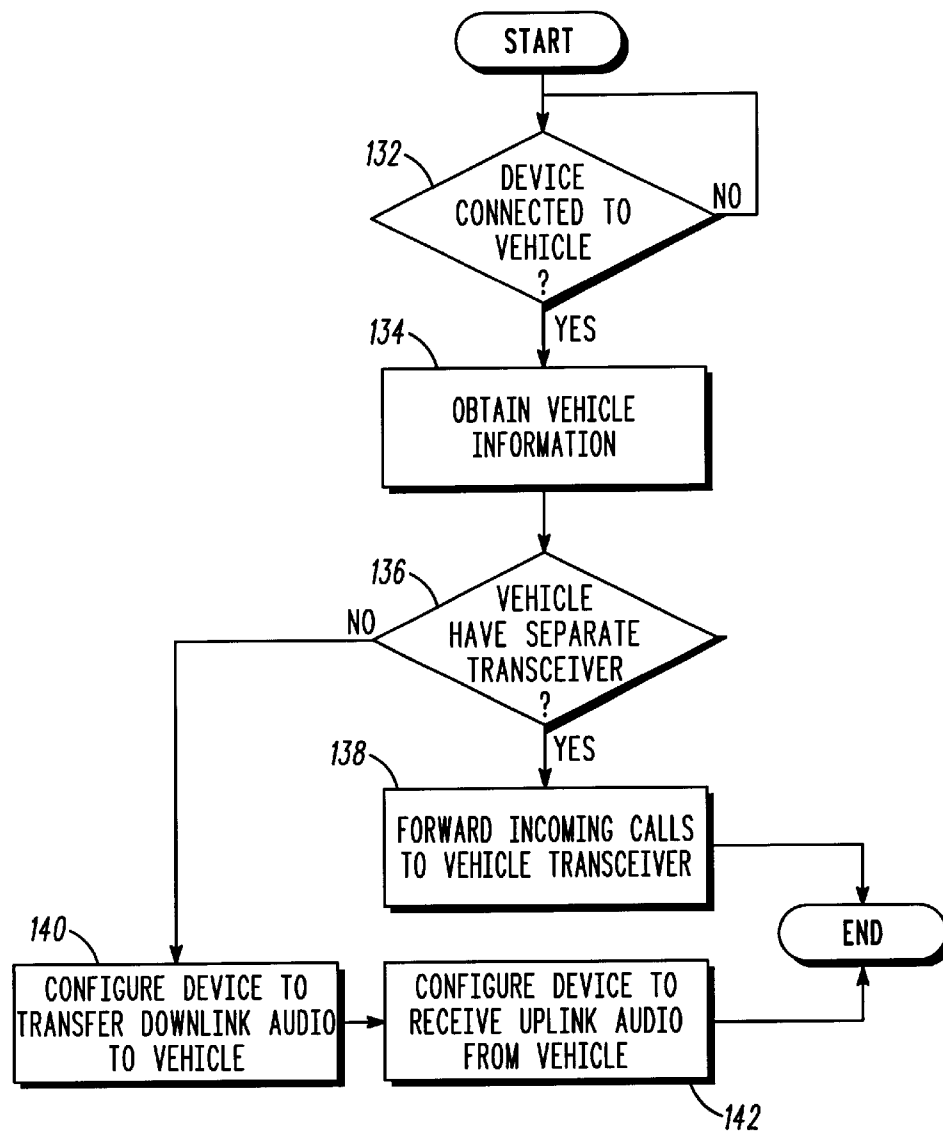 START
132
DEVICE
CONNECTED TO
VEHICLE
?
NO
YES
134
OBTAIN VEHICLE
INFORMATION
136
VEHICLE
HAVE SEPARATE
TRANSCEIVER
?
NO
YES
138
FORWARD INCOMING CALLS
TO VEHICLE TRANSCEIVER
END
140
CONFIGURE DEVICE TO
TRANSFER DOWNLINK AUDIO
TO VEHICLE
CONFIGURE DEVICE TO
RECEIVE UPLINK AUDIO
FROM VEHICLE
142